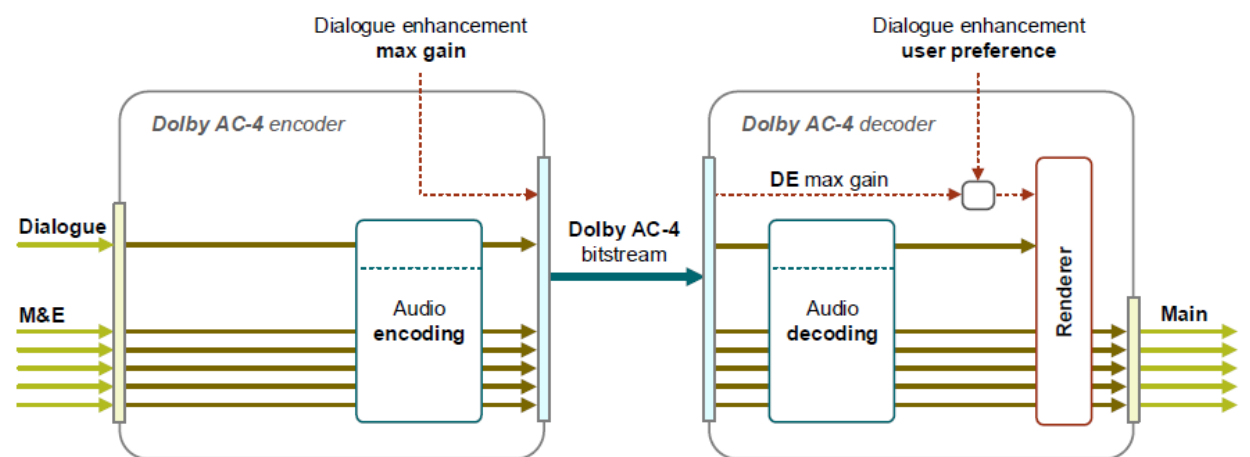 Dialogue enhancement
max gain
Dialogue enhancement
user preference
Dolby AC-4 encoder
Dolby AC-4 decoder
DE max gain
Dialogue
Dolby AC-4
bitstream
M&E
Audio
encoding
Audio
decoding
Renderer
Main